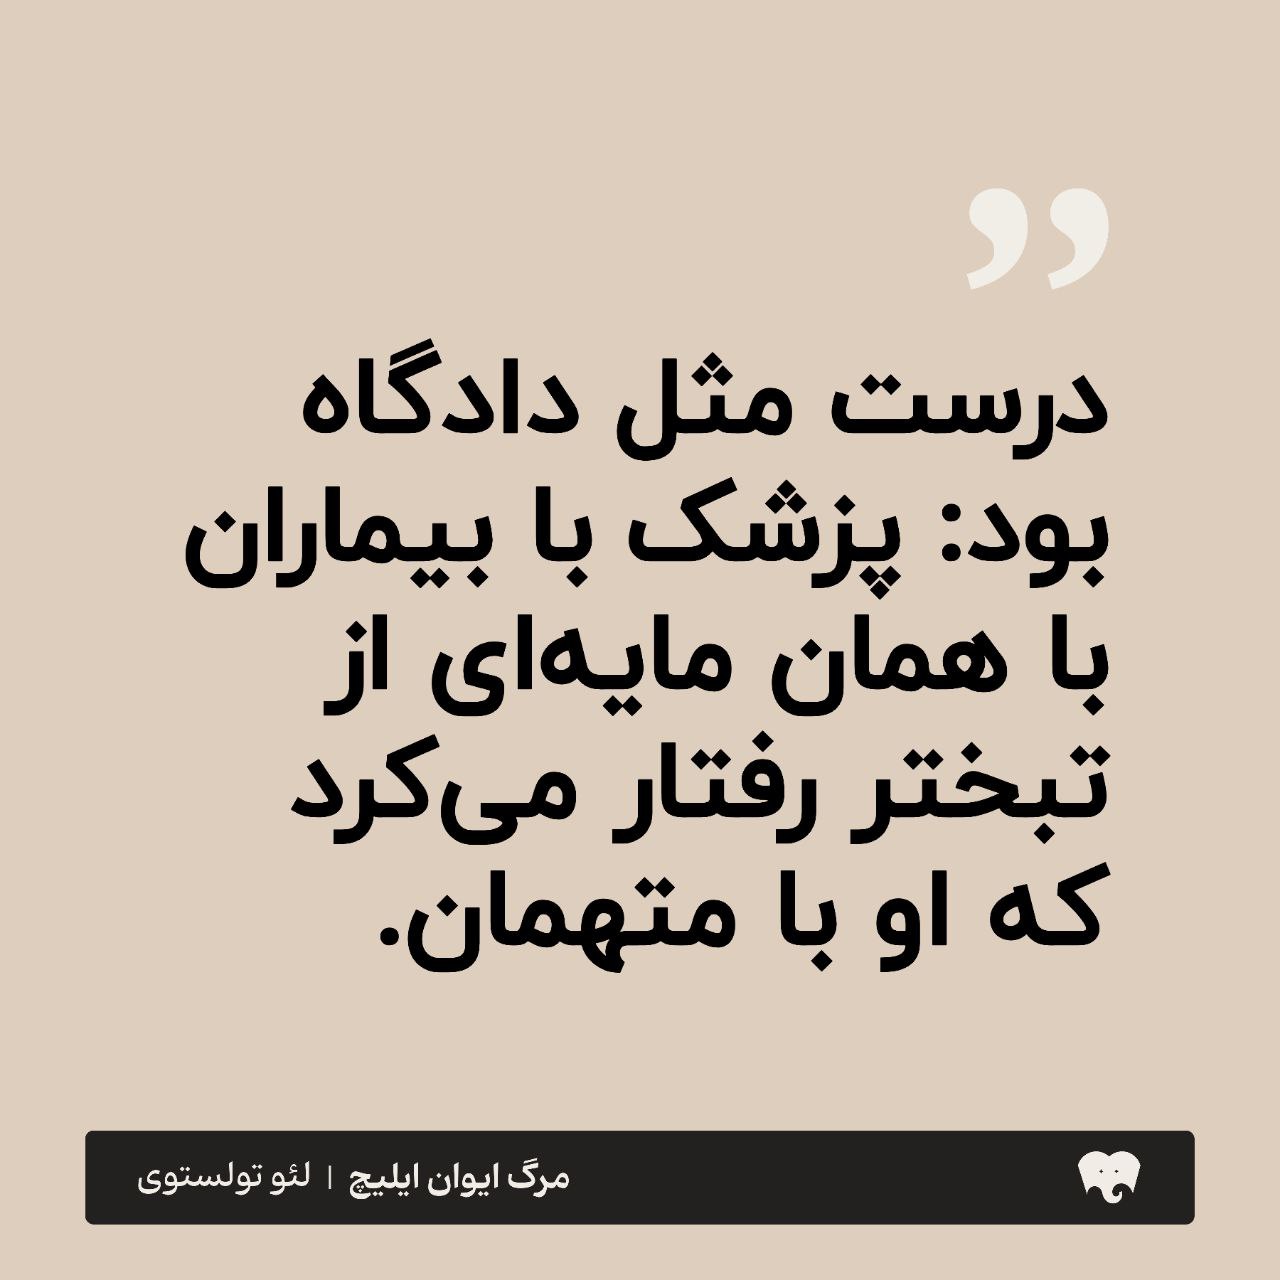 ”
درست مثل دادگاه
بود: پزشک با بیماران
با همان مایه‌ای از
تبختر رفتار می‌کرد
که او با متهمان.
مرگ ایوان ایلیچ | لئو تولستوی